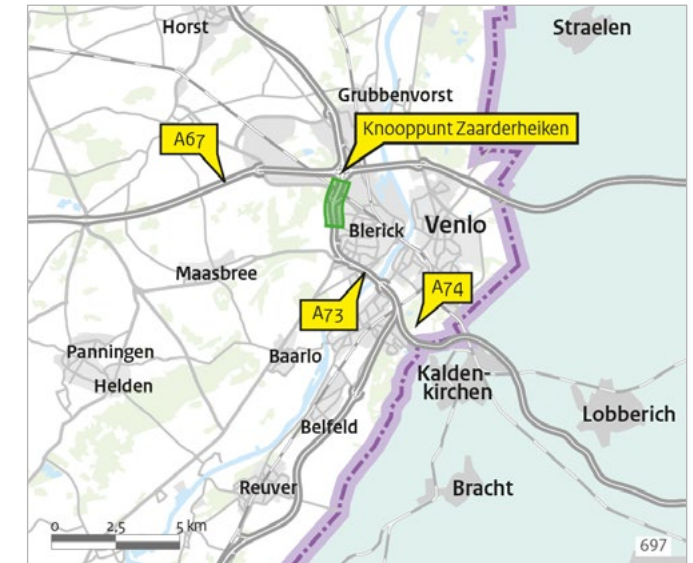 Horst
Straelen
Grubbenvorst
A67
Knooppunt Zaarderheiken
Blerick
Venlo
Maasbree
A73
A74
Panningen
Helden
Baarlo
Kalden-
kirchen
Lobberich
Belfeld
Reuver
Bracht
0 2,5 5 km
697